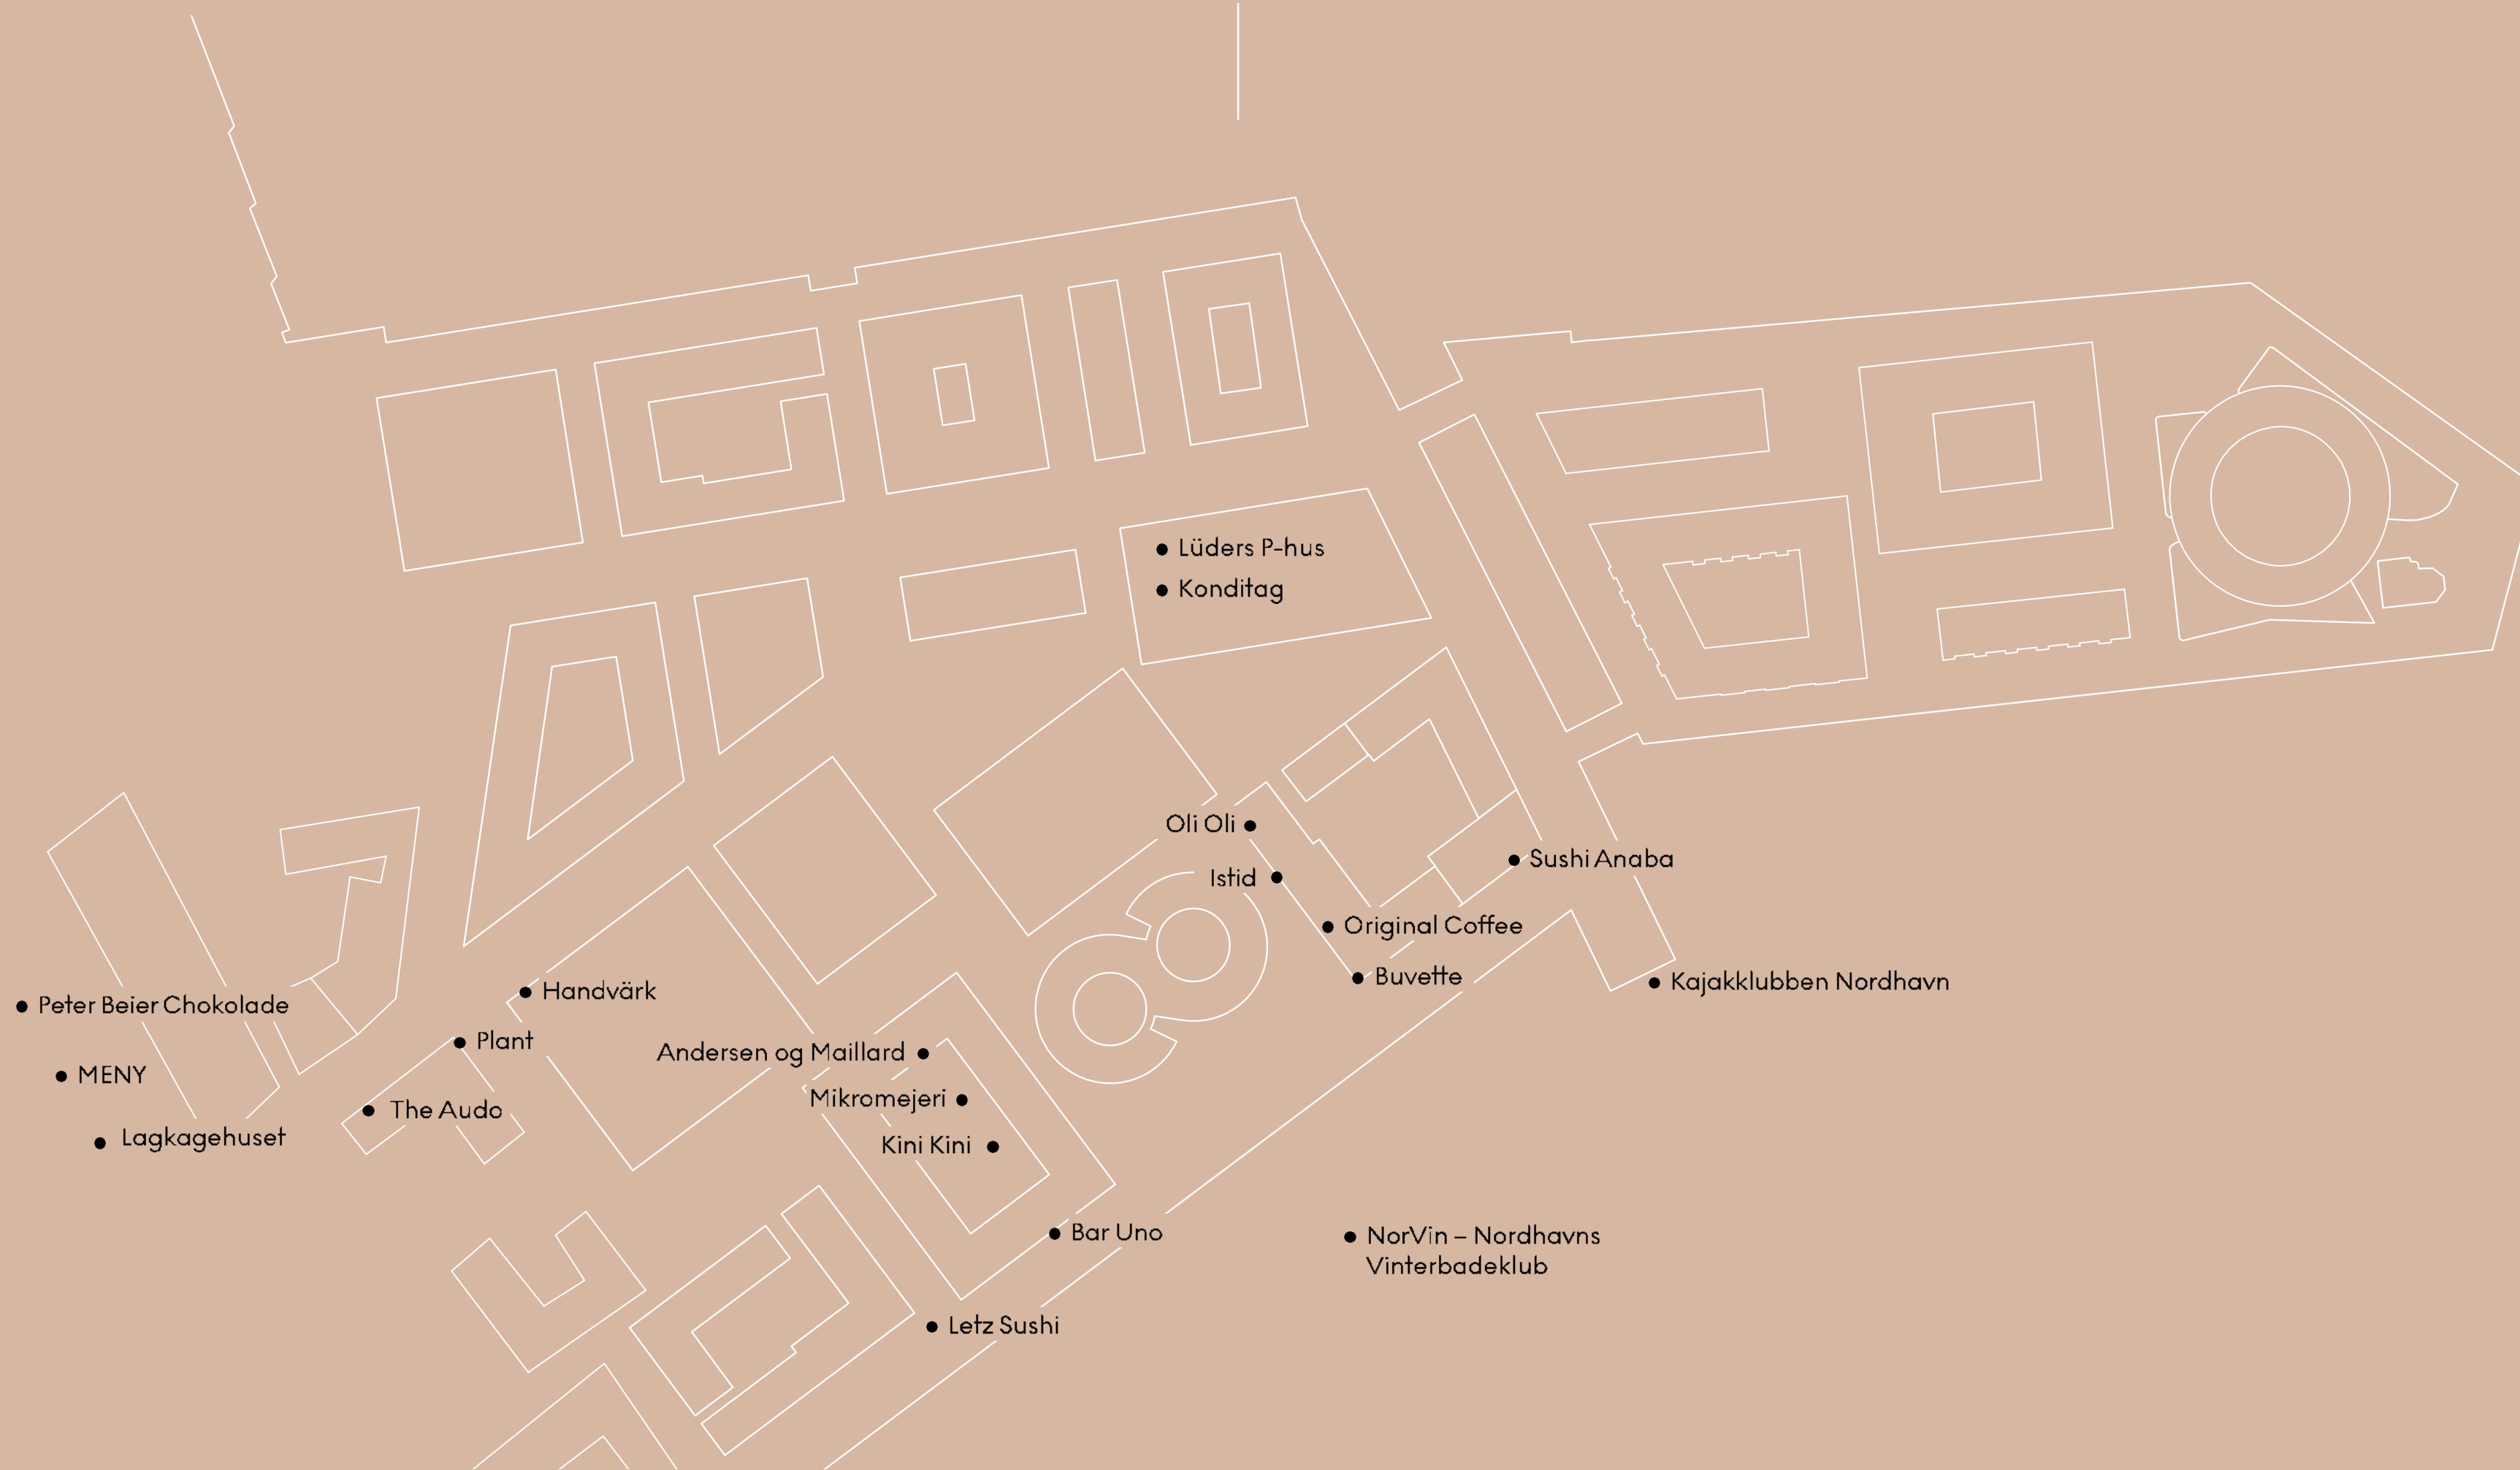 Lüders P-hus
Konditag
Oli Oli
Sushi Anaba
Istid
Original Coffee
Buvette
Kajakklubben Nordhavn
Handvärk
Peter Beier Chokolade
Plant
Andersen og Maillard
MENY
Mikromejeri
The Audo
Lagkagehuset
Kini Kini
Bar Uno
NorVin – Nordhavns
Vinterbadeklub
Letz Sushi